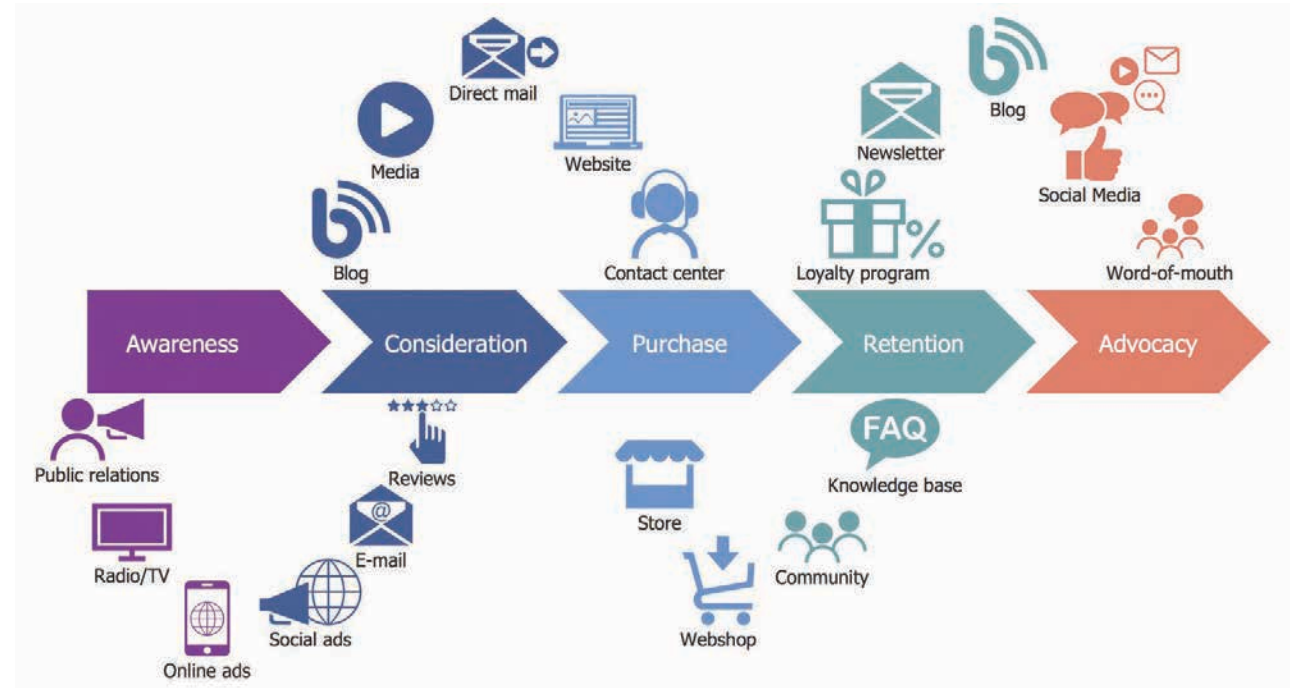 Direct mail
Media
Website
Blog
Contact center
Newsletter
Blog
Social Media
Loyalty program
Word-of-mouth
Awareness
Consideration
Purchase
Retention
Advocacy
Public relations
Radio/TV
Online ads
Social ads
@
E-mail
Reviews
Store
Webshop
FAQ
Knowledge base
Community
%